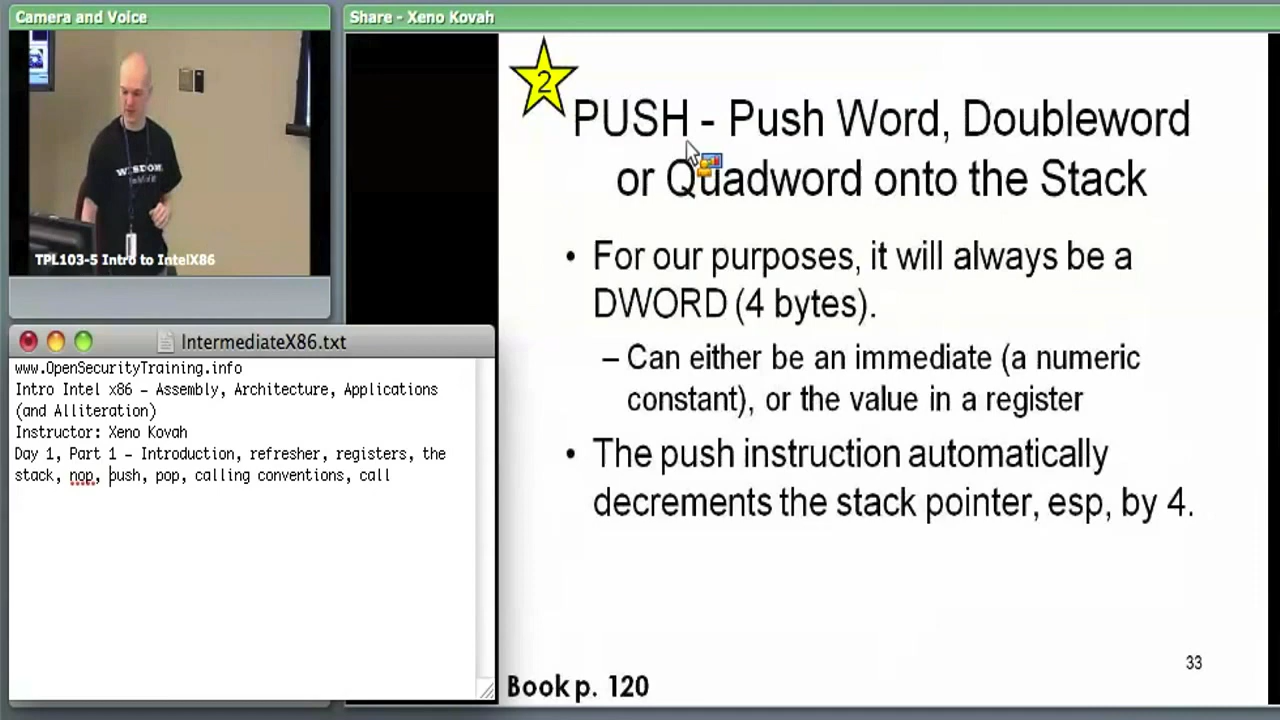 Camera and Voice
Share - Xeno Kovah
WISDOM
TPL103-5 Intro to IntelX86
IntermediateX86.txt
www.OpenSecurityTraining.info
Intro Intel x86 – Assembly, Architecture, Applications
(and Alliteration)
Instructor: Xeno Kovah
Day 1, Part 1 – Introduction, refresher, registers, the
stack, nop, push, pop, calling conventions, call
2
PUSH - Push Word, Doubleword
or Quadword onto the Stack
• For our purposes, it will always be a
DWORD (4 bytes).
– Can either be an immediate (a numeric
constant), or the value in a register
• The push instruction automatically
decrements the stack pointer, esp, by 4.
33
Book p. 120